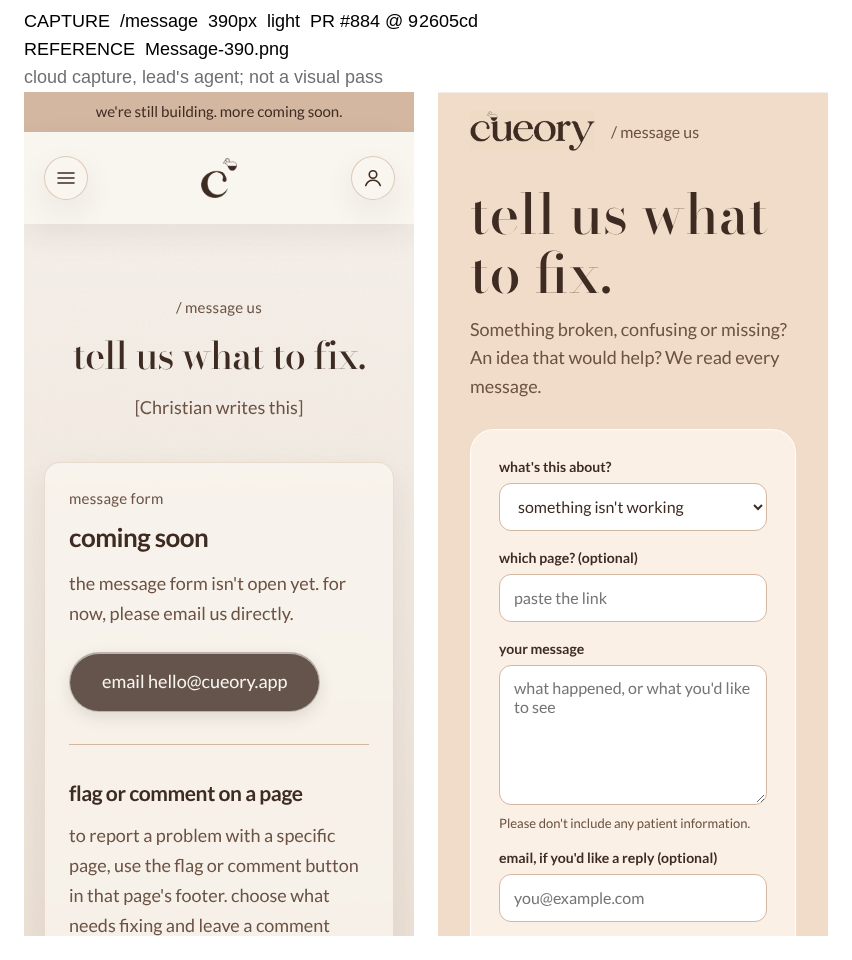 CAPTURE /message 390px light PR #884 @ 92605cd
REFERENCE Message-390.png
cloud capture, lead's agent; not a visual pass
we're still building. more coming soon.
c
/ message us
tell us what to fix.
[Christian writes this]
message form
coming soon
the message form isn't open yet. for
now, please email us directly.
email hello@cueory.app
flag or comment on a page
to report a problem with a specific
page, use the flag or comment button
in that page's footer. choose what
needs fixing and leave a comment
cueory / message us
tell us what
to fix.
Something broken, confusing or missing?
An idea that would help? We read every
message.
what's this about?
something isn't working
which page? (optional)
paste the link
your message
what happened, or what you'd like
to see
Please don't include any patient information.
email, if you'd like a reply (optional)
you@example.com